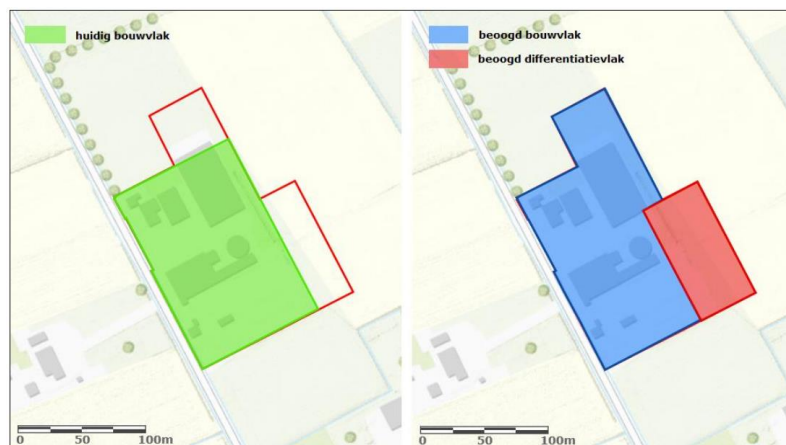 huidig bouwvlak
0 50 100m
beoogd bouwvlak
beoogd differentiatievlak
0 50 100m